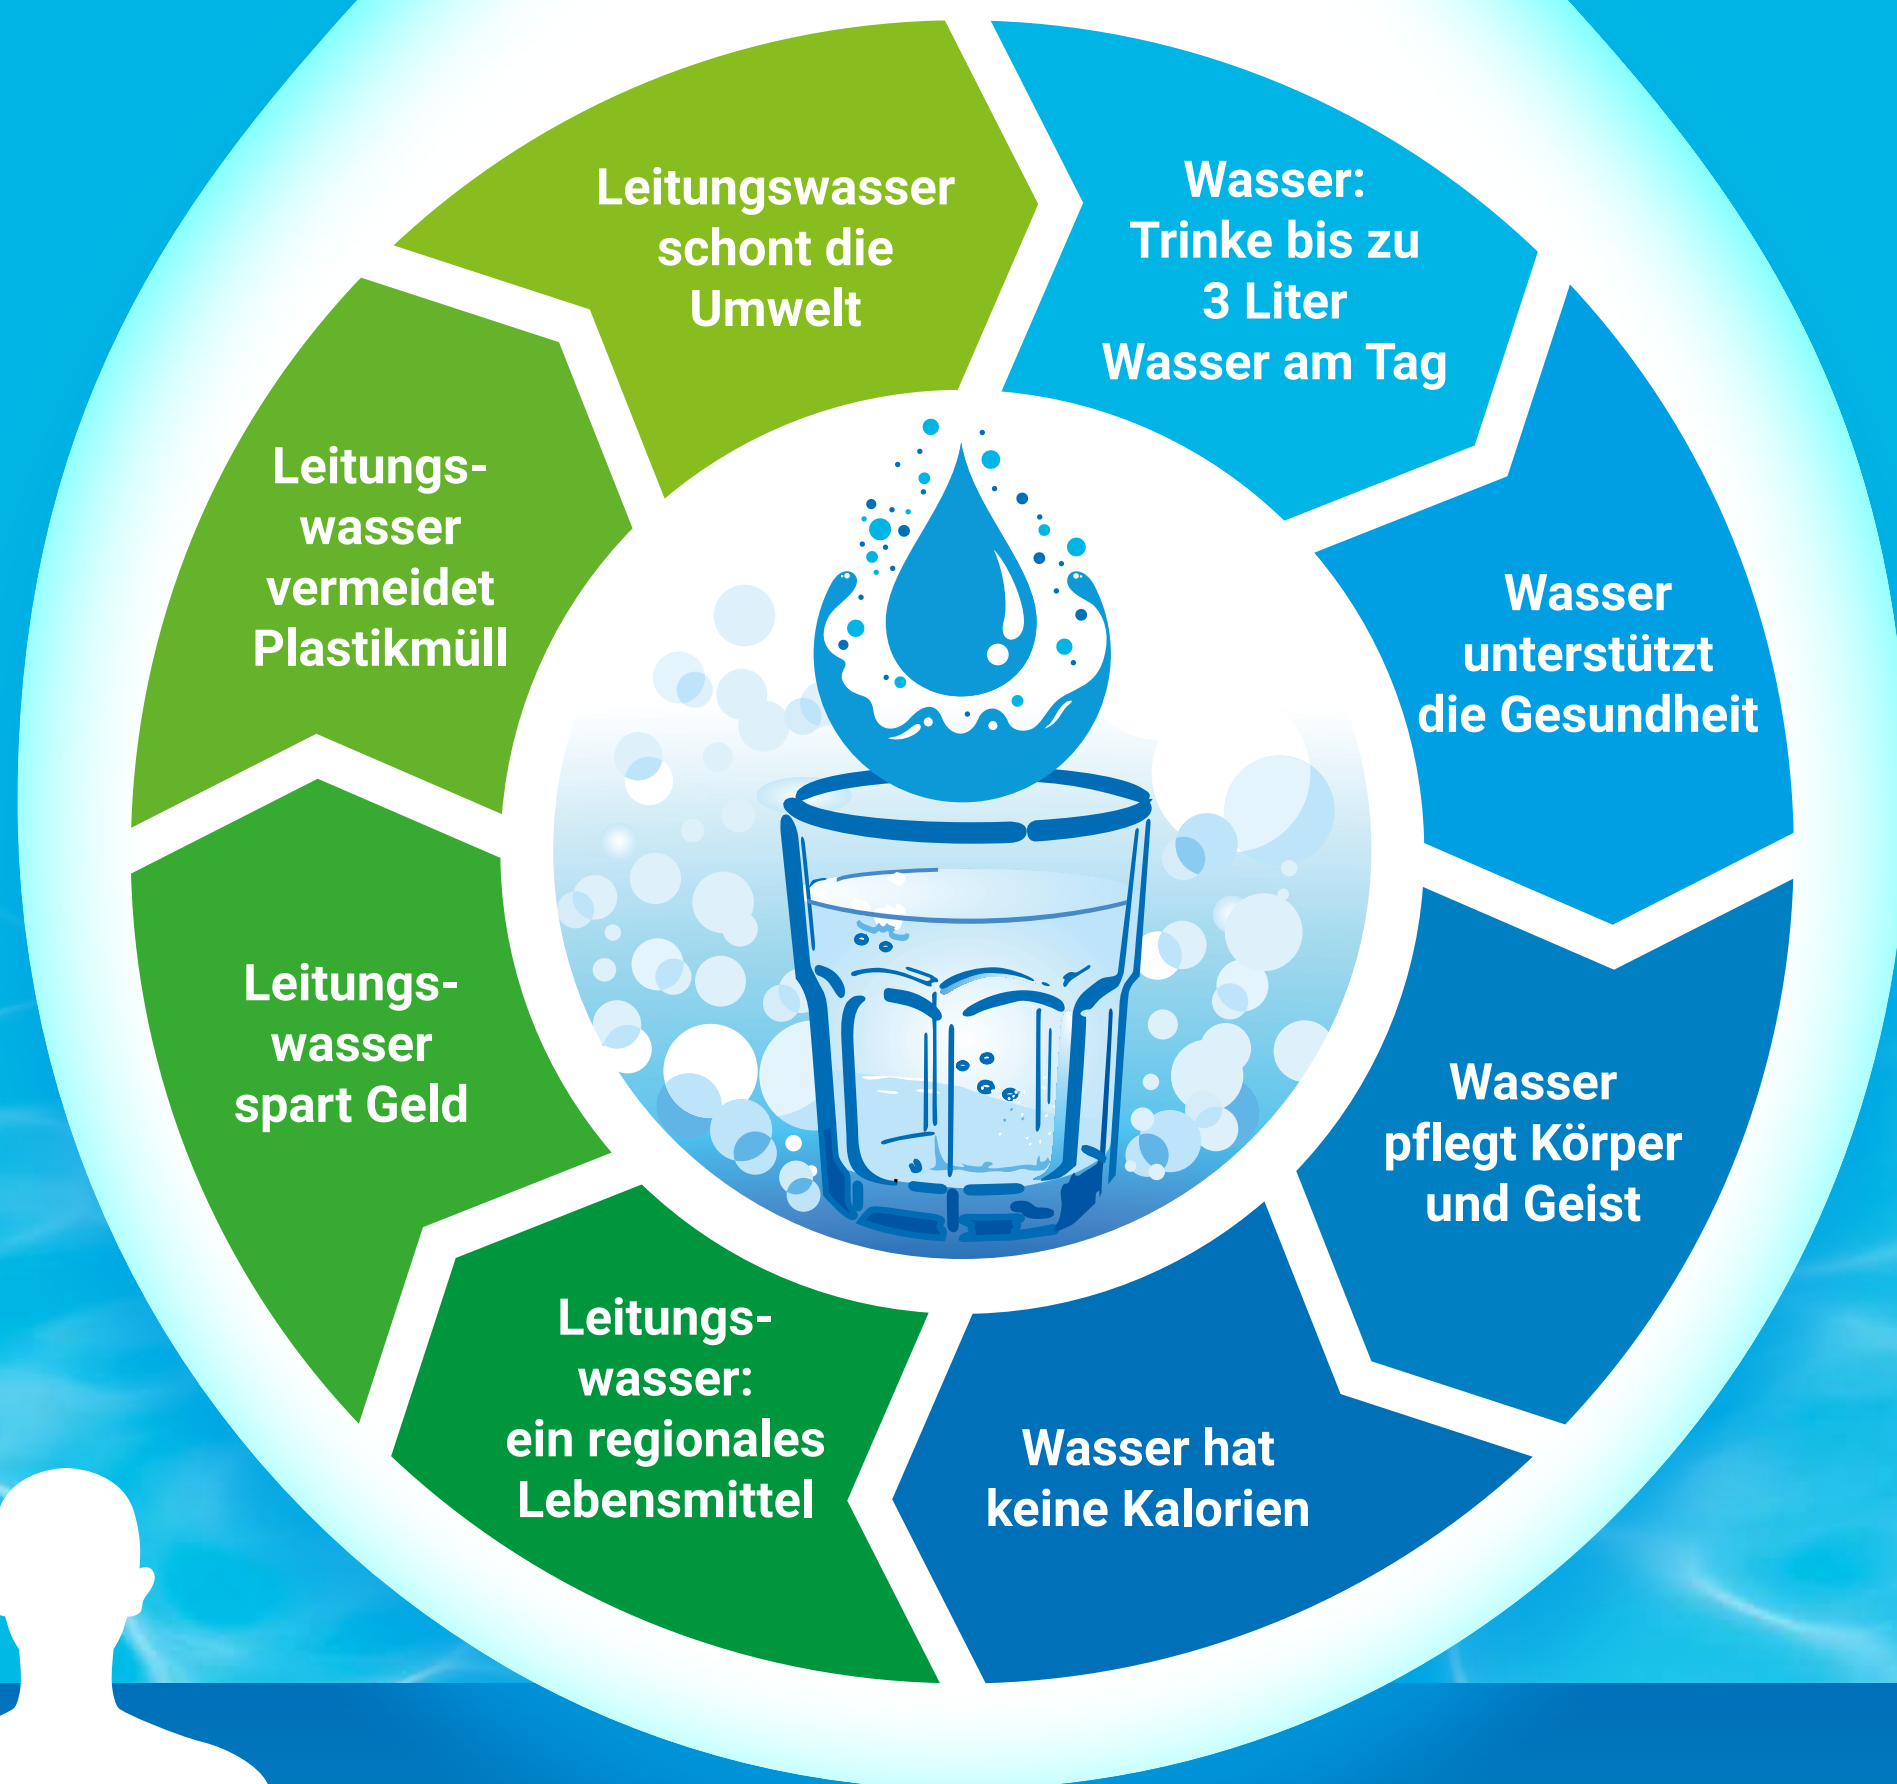 Leitungswasser
schont die
Umwelt
Wasser:
Trinke bis zu
3 Liter
Wasser am Tag
Wasser
unterstützt
die Gesundheit
Wasser
pflegt Körper
und Geist
Wasser hat
keine Kalorien
Leitungs-
wasser:
ein regionales
Lebensmittel
Leitungs-
wasser
spart Geld
Leitungs-
wasser
vermeidet
Plastikmüll